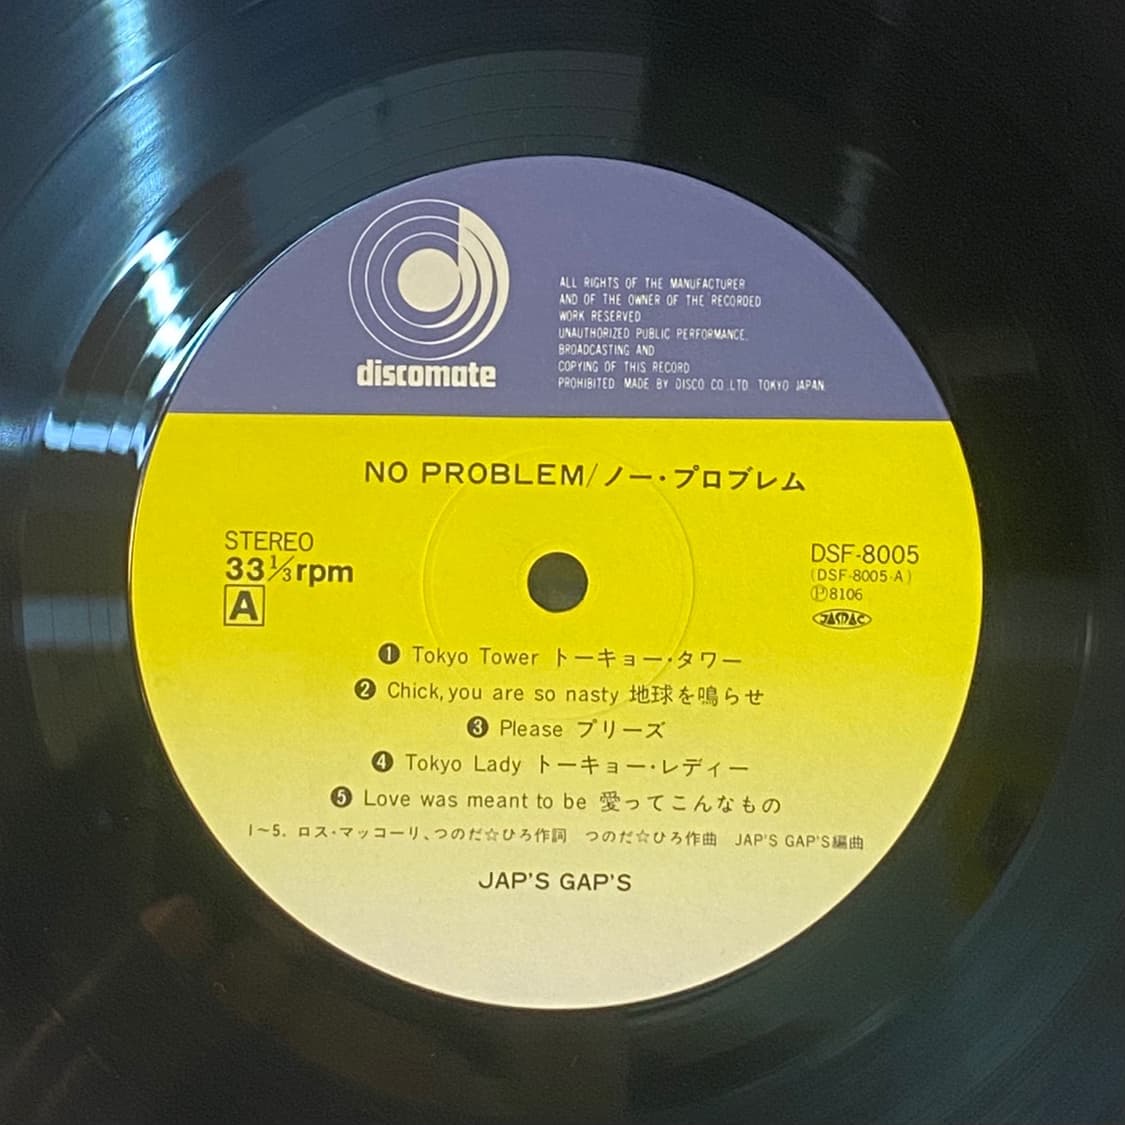 discomate
ALL RIGHTS OF THE MANUFACTURER
AND OF THE OWNER OF THE RECORDED
WORK RESERVED
UNAUTHORIZED PUBLIC PERFORMANCE.
BROADCASTING AND
COPYING OF THIS RECORD
PROHIBITED MADE BY DISCO CO. LTD. TOKYO JAPAN
NO PROBLEM/ノー・プロブレム
STEREO
33 1/3 rpm
A
DSF-8005
(DSF-8005-A)
Ⓟ8106
JASRAC
❶ Tokyo Tower トーキョー・タワー
❷ Chick, you are so nasty 地球を鳴らせ
❸ Please プリーズ
❹ Tokyo Lady トーキョー・レディー
❺ Love was meant to be 愛ってこんなもの
1〜5. ロス・マッコーリ、つのだ☆ひろ作詞 つのだ☆ひろ作曲 JAP'S GAP'S編曲
JAP'S GAP'S